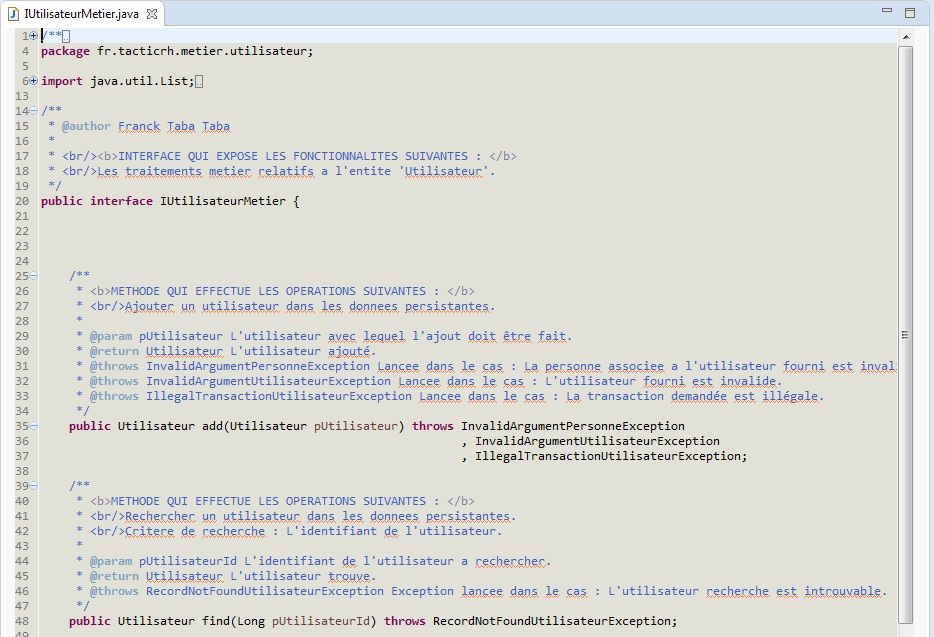 IUtilisateurMetier.java
1 /**
4 package fr.tacticrh.metier.utilisateur;
5
6 import java.util.List;
13
14 /**
15  * @author Franck Taba Taba
16  *
17  * <br/><b>INTERFACE QUI EXPOSE LES FONCTIONNALITES SUIVANTES : </b>
18  * <br/>Les traitements metier relatifs a l'entite 'Utilisateur'.
19  */
20 public interface IUtilisateurMetier {
21
22
23
24
25     /**
26      * <b>METHODE QUI EFFECTUE LES OPERATIONS SUIVANTES : </b>
27      * <br/>Ajouter un utilisateur dans les donnees persistantes.
28      *
29      * @param pUtilisateur L'utilisateur avec lequel l'ajout doit être fait.
30      * @return Utilisateur L'utilisateur ajouté.
31      * @throws InvalidArgumentPersonneException Lancee dans le cas : La personne associee a l'utilisateur fourni est invali
32      * @throws InvalidArgumentUtilisateurException Lancee dans le cas : L'utilisateur fourni est invalide.
33      * @throws IllegalTransactionUtilisateurException Lancee dans le cas : La transaction demandée est illégale.
34      */
35     public Utilisateur add(Utilisateur pUtilisateur) throws InvalidArgumentPersonneException
36                                                             , InvalidArgumentUtilisateurException
37                                                             , IllegalTransactionUtilisateurException;
38
39     /**
40      * <b>METHODE QUI EFFECTUE LES OPERATIONS SUIVANTES : </b>
41      * <br/>Rechercher un utilisateur dans les donnees persistantes.
42      * <br/>Critere de recherche : L'identifiant de l'utilisateur.
43      *
44      * @param pUtilisateurId L'identifiant de l'utilisateur a rechercher.
45      * @return Utilisateur L'utilisateur trouve.
46      * @throws RecordNotFoundUtilisateurException Exception lancee dans le cas : L'utilisateur recherche est introuvable.
47      */
48     public Utilisateur find(Long pUtilisateurId) throws RecordNotFoundUtilisateurException;
49